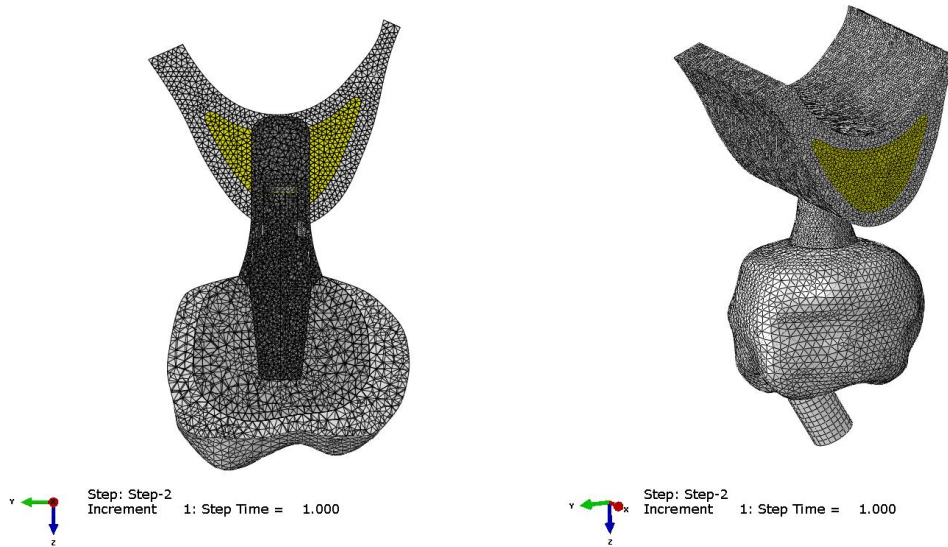 Y
X
Z
Step: Step-2
Increment 1: Step Time = 1.000
Y
X
Z
Step: Step-2
Increment 1: Step Time = 1.000